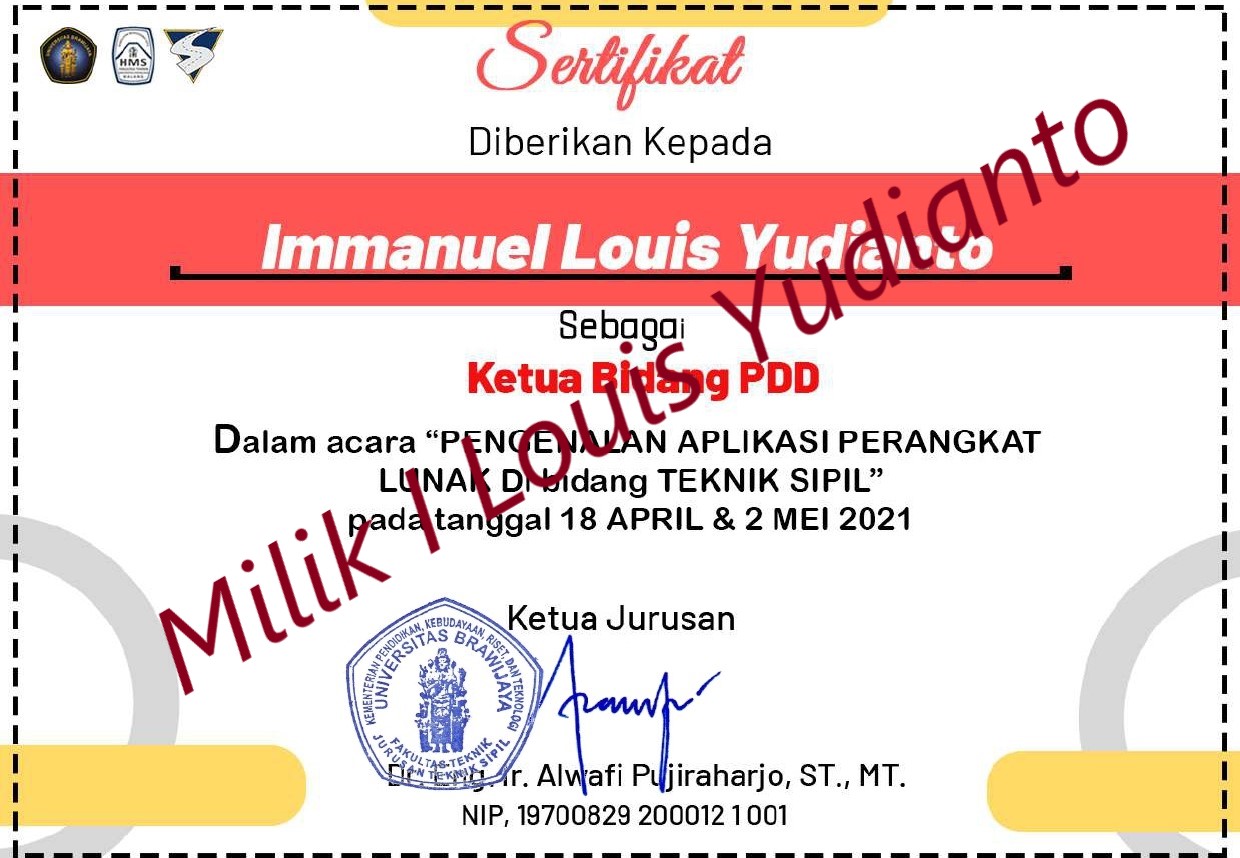 UNIVERSITAS BRAWIJAYA
HMS
MALANG
Sertifikat
Diberikan Kepada
Immanuel Louis Yudianto
Sebagai
Ketua Bidang PDD
Dalam acara “PENGENALAN APLIKASI PERANGKAT
LUNAK Di bidang TEKNIK SIPIL”
pada tanggal 18 APRIL & 2 MEI 2021
Milik I Louis Yudianto
Ketua Jurusan
KEMENTERIAN PENDIDIKAN, KEBUDAYAAN, RISET, DAN TEKNOLOGI
UNIVERSITAS BRAWIJAYA
FAKULTAS-TEKNIK
JURUSAN TEKNIK SIPIL
Dr. Eng. Ir. Alwafi Pujiraharjo, ST., MT.
NIP, 19700829 200012 1 001